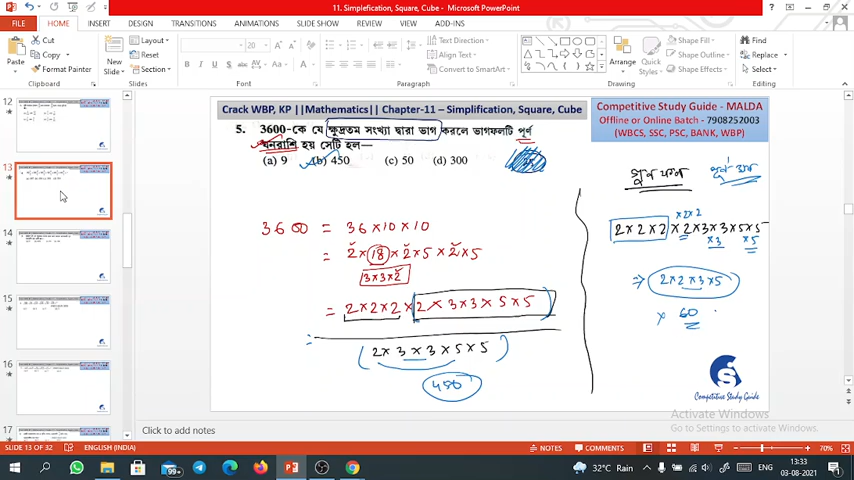 11. Simplefication, Square, Cube - Microsoft PowerPoint
FILE HOME INSERT DESIGN TRANSITIONS ANIMATIONS SLIDE SHOW REVIEW VIEW ADD-INS
Cut
Copy
Format Painter
Paste
New Slide
Layout
Reset
Section
20
Text Direction
Align Text
Convert to SmartArt
Arrange
Quick Styles
Shape Fill
Shape Outline
Shape Effects
Find
Replace
Select
Clipboard
Slides
Font
Paragraph
Drawing
Editing
12
13
14
15
16
17
Crack WBP, KP ||Mathematics|| Chapter-11 – Simplification, Square, Cube
Competitive Study Guide - MALDA
Offline or Online Batch - 7908252003
(WBCS, SSC, PSC, BANK, WBP)
5. 3600-কে যে ক্ষুদ্রতম সংখ্যা দ্বারা ভাগ করলে ভাগফলটি পূর্ণ
ঘনরাশি হয় সেটি হল—
(a) 9 (b) 450 (c) 50 (d) 300
3600 = 36×10×10
= 2×18×2×5×2×5
3×3×2
= 2×2×2×2×3×3×5×5
=
(2×3×3×5×5)
450
পূর্ণ ঘন
×2×2
2×2×2×2×3×3×5×5
×3 ×5
⇒ 2×2×3×5
× 60
Competitive Study Guide
Activate Windows
Go to Settings to activate Windows.
Click to add notes
SLIDE 13 OF 32 ENGLISH (INDIA) NOTES COMMENTS 70%
99+
32°C Rain
ENG
13:33
03-08-2021